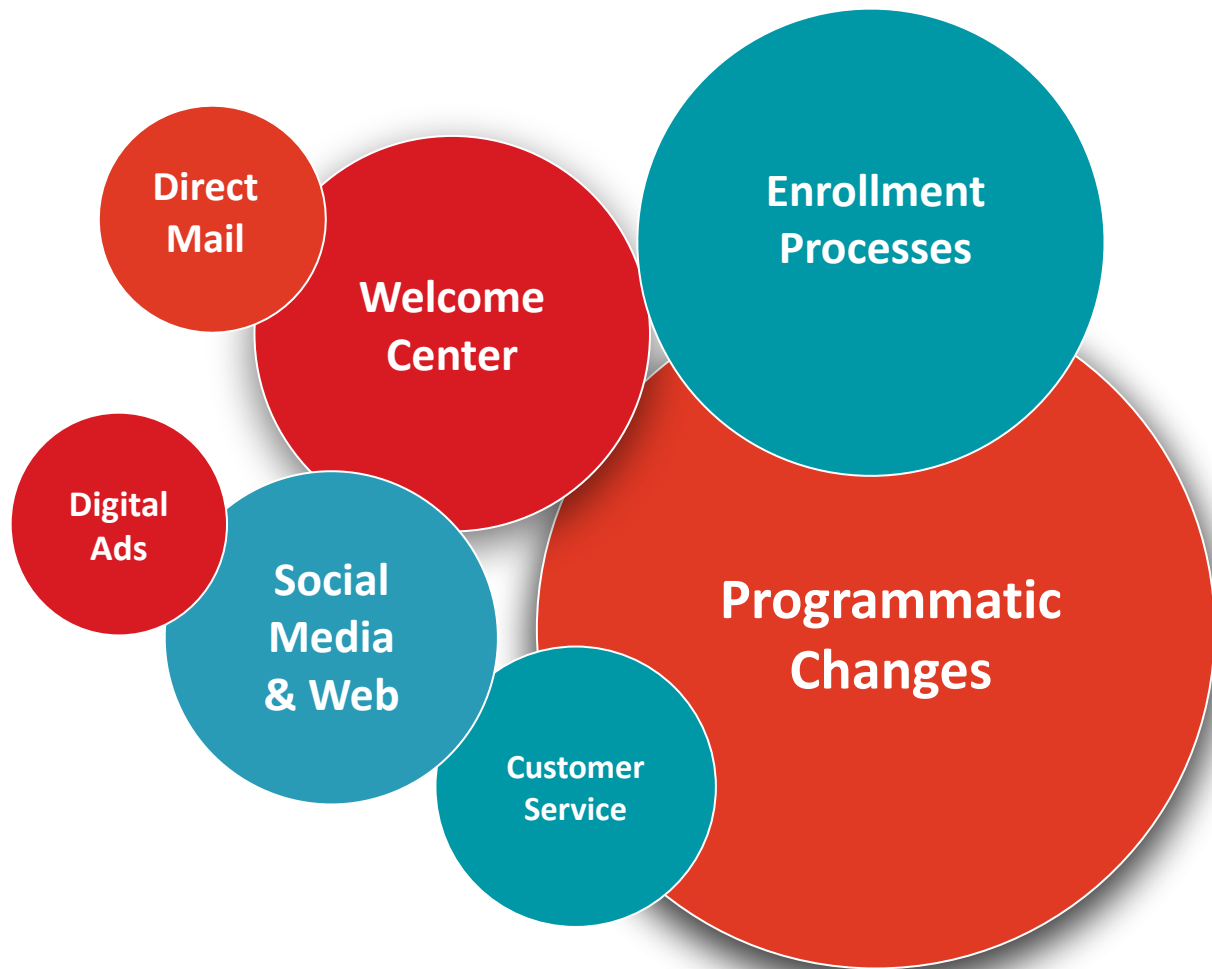 Direct
Mail
Enrollment
Processes
Welcome
Center
Digital
Ads
Social
Media
& Web
Programmatic
Changes
Customer
Service